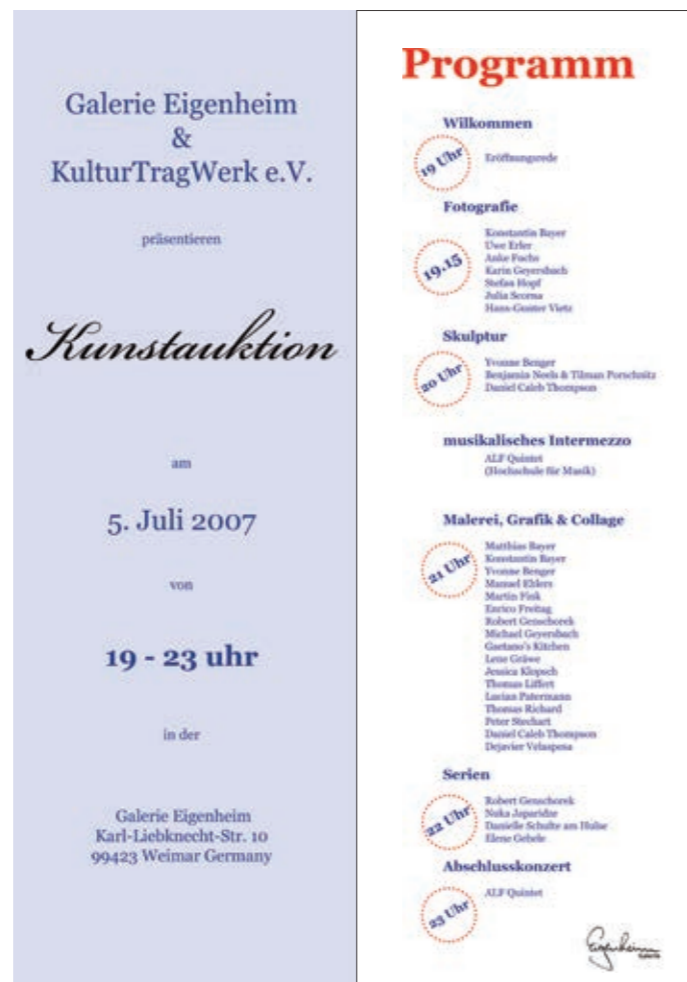 Galerie Eigenheim
&
KulturTragWerk e.V.
präsentieren
Kunstauktion
am
5. Juli 2007
von
19 - 23 uhr
in der
Galerie Eigenheim
Karl-Liebknecht-Str. 10
99423 Weimar Germany
Programm
Willkommen
19 Uhr
Eröffnungsrede
Fotografie
19.15
Konstantin Bayer
Uwe Erler
Anke Fuchs
Karin Geyersbach
Stefan Hopf
Julia Scorna
Hans-Gunter Vietz
Skulptur
20 Uhr
Yvonne Benger
Benjamin Neels & Tilman Porschütz
Daniel Caleb Thompson
musikalisches Intermezzo
ALF Quintet
(Hochschule für Musik)
Malerei, Grafik & Collage
21 Uhr
Matthias Bayer
Konstantin Bayer
Yvonne Benger
Manuel Ehlers
Martin Fink
Enrico Freitag
Robert Genschorek
Michael Geyersbach
Gaetano's Kitchen
Lene Gräwe
Jessica Klopsch
Thomas Liffert
Lucian Patermann
Thomas Richard
Peter Stechert
Daniel Caleb Thompson
Dejavier
Serien
22 Uhr
Robert Genschorek
Nuka Japaridze
Danielle Schulte am Hülse
Elene Gebele
Abschlusskonzert
23 Uhr
ALF Quintet
Eigenheim